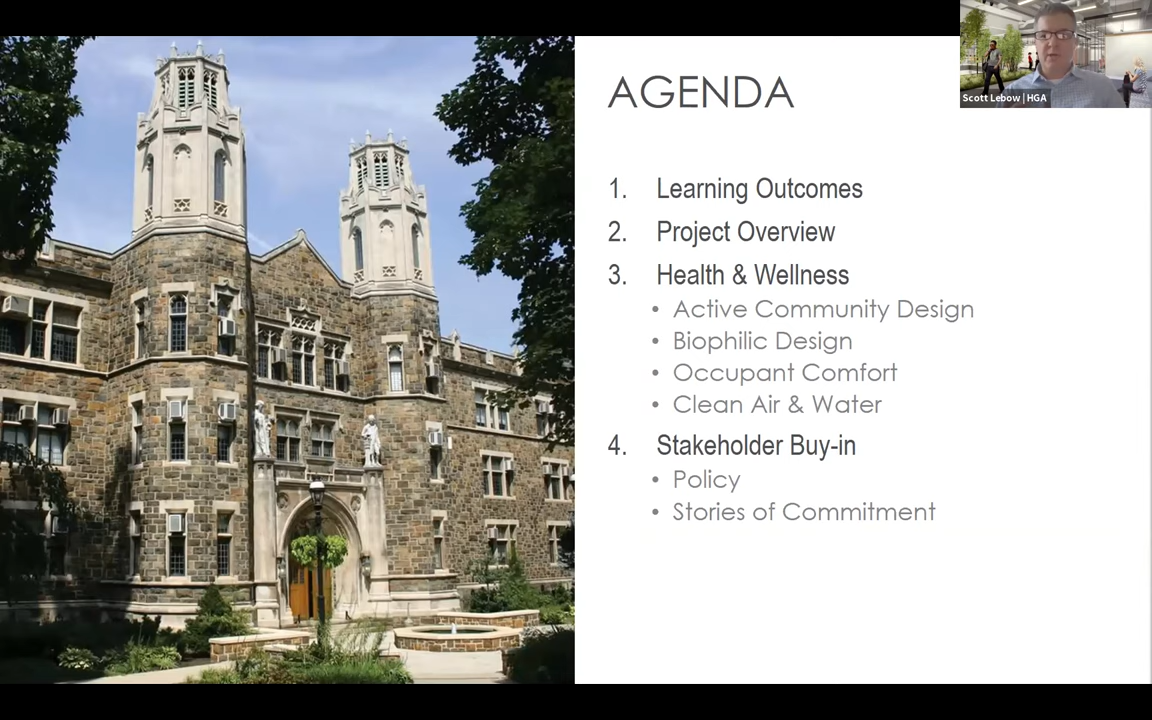 AGENDA
Scott Lebow | HGA
1. Learning Outcomes
2. Project Overview
3. Health & Wellness
• Active Community Design
• Biophilic Design
• Occupant Comfort
• Clean Air & Water
4. Stakeholder Buy-in
• Policy
• Stories of Commitment